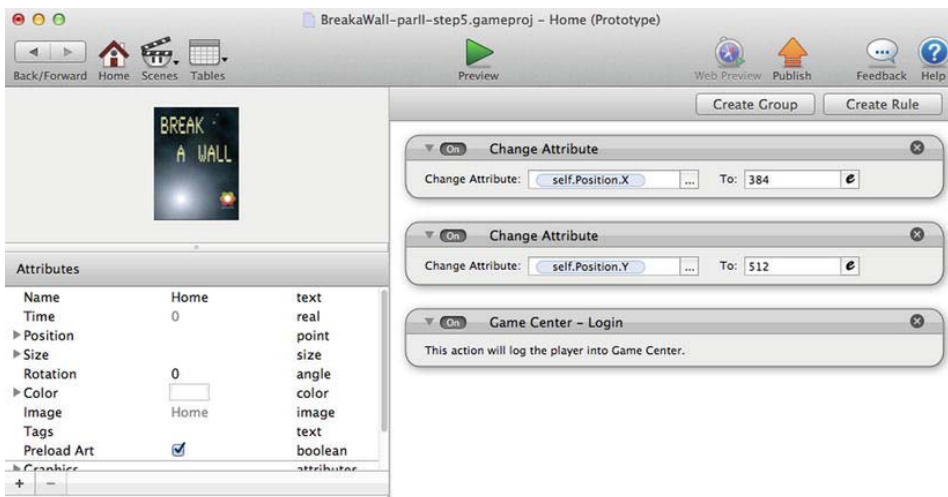 BreakaWall-parII-step5.gameproj – Home (Prototype)
Back/Forward Home Scenes Tables Preview Web Preview Publish Feedback Help
Create Group Create Rule
BREAK
A WALL
On Change Attribute
Change Attribute: self.Position.X ... To: 384 e
On Change Attribute
Change Attribute: self.Position.Y ... To: 512 e
On Game Center – Login
This action will log the player into Game Center.
Attributes
Name Home text
Time 0 real
Position point
Size size
Rotation 0 angle
Color color
Image Home image
Tags text
Preload Art boolean
Graphics attributes
+ –